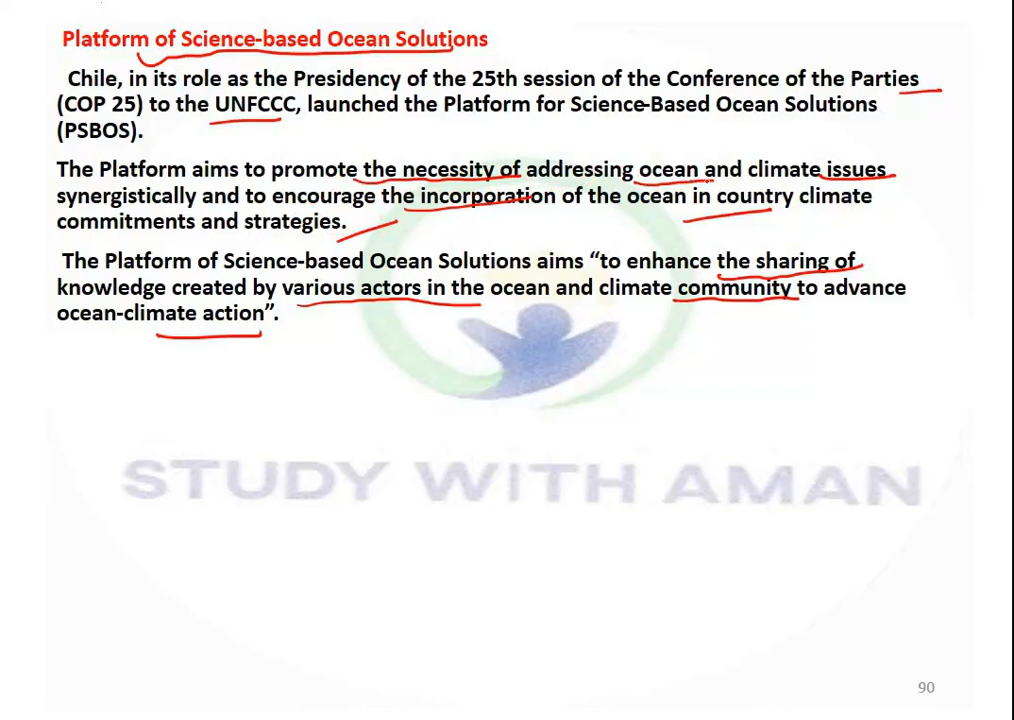 Platform of Science-based Ocean Solutions
Chile, in its role as the Presidency of the 25th session of the Conference of the Parties
(COP 25) to the UNFCCC, launched the Platform for Science-Based Ocean Solutions
(PSBOS).
The Platform aims to promote the necessity of addressing ocean and climate issues
synergistically and to encourage the incorporation of the ocean in country climate
commitments and strategies.
The Platform of Science-based Ocean Solutions aims “to enhance the sharing of
knowledge created by various actors in the ocean and climate community to advance
ocean-climate action”.
STUDY WITH AMAN
90